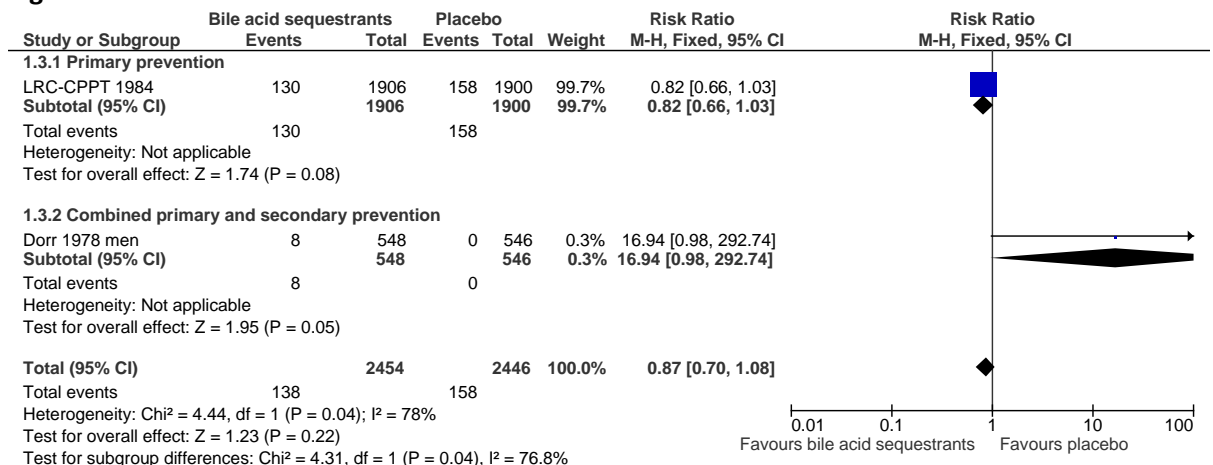 Bile acid sequestrants Placebo Risk Ratio Risk Ratio
Study or Subgroup Events Total Events Total Weight M-H, Fixed, 95% CI M-H, Fixed, 95% CI
1.3.1 Primary prevention
LRC-CPPT 1984 130 1906 158 1900 99.7% 0.82 [0.66, 1.03]
Subtotal (95% CI) 1906 1900 99.7% 0.82 [0.66, 1.03]
Total events 130 158
Heterogeneity: Not applicable
Test for overall effect: Z = 1.74 (P = 0.08)
1.3.2 Combined primary and secondary prevention
Dorr 1978 men 8 548 0 546 0.3% 16.94 [0.98, 292.74]
Subtotal (95% CI) 548 546 0.3% 16.94 [0.98, 292.74]
Total events 8 0
Heterogeneity: Not applicable
Test for overall effect: Z = 1.95 (P = 0.05)
Total (95% CI) 2454 2446 100.0% 0.87 [0.70, 1.08]
Total events 138 158
Heterogeneity: Chi² = 4.44, df = 1 (P = 0.04); I² = 78%
Test for overall effect: Z = 1.23 (P = 0.22)
Test for subgroup differences: Chi² = 4.31, df = 1 (P = 0.04), I² = 76.8%
0.01 0.1 1 10 100
Favours bile acid sequestrants Favours placebo